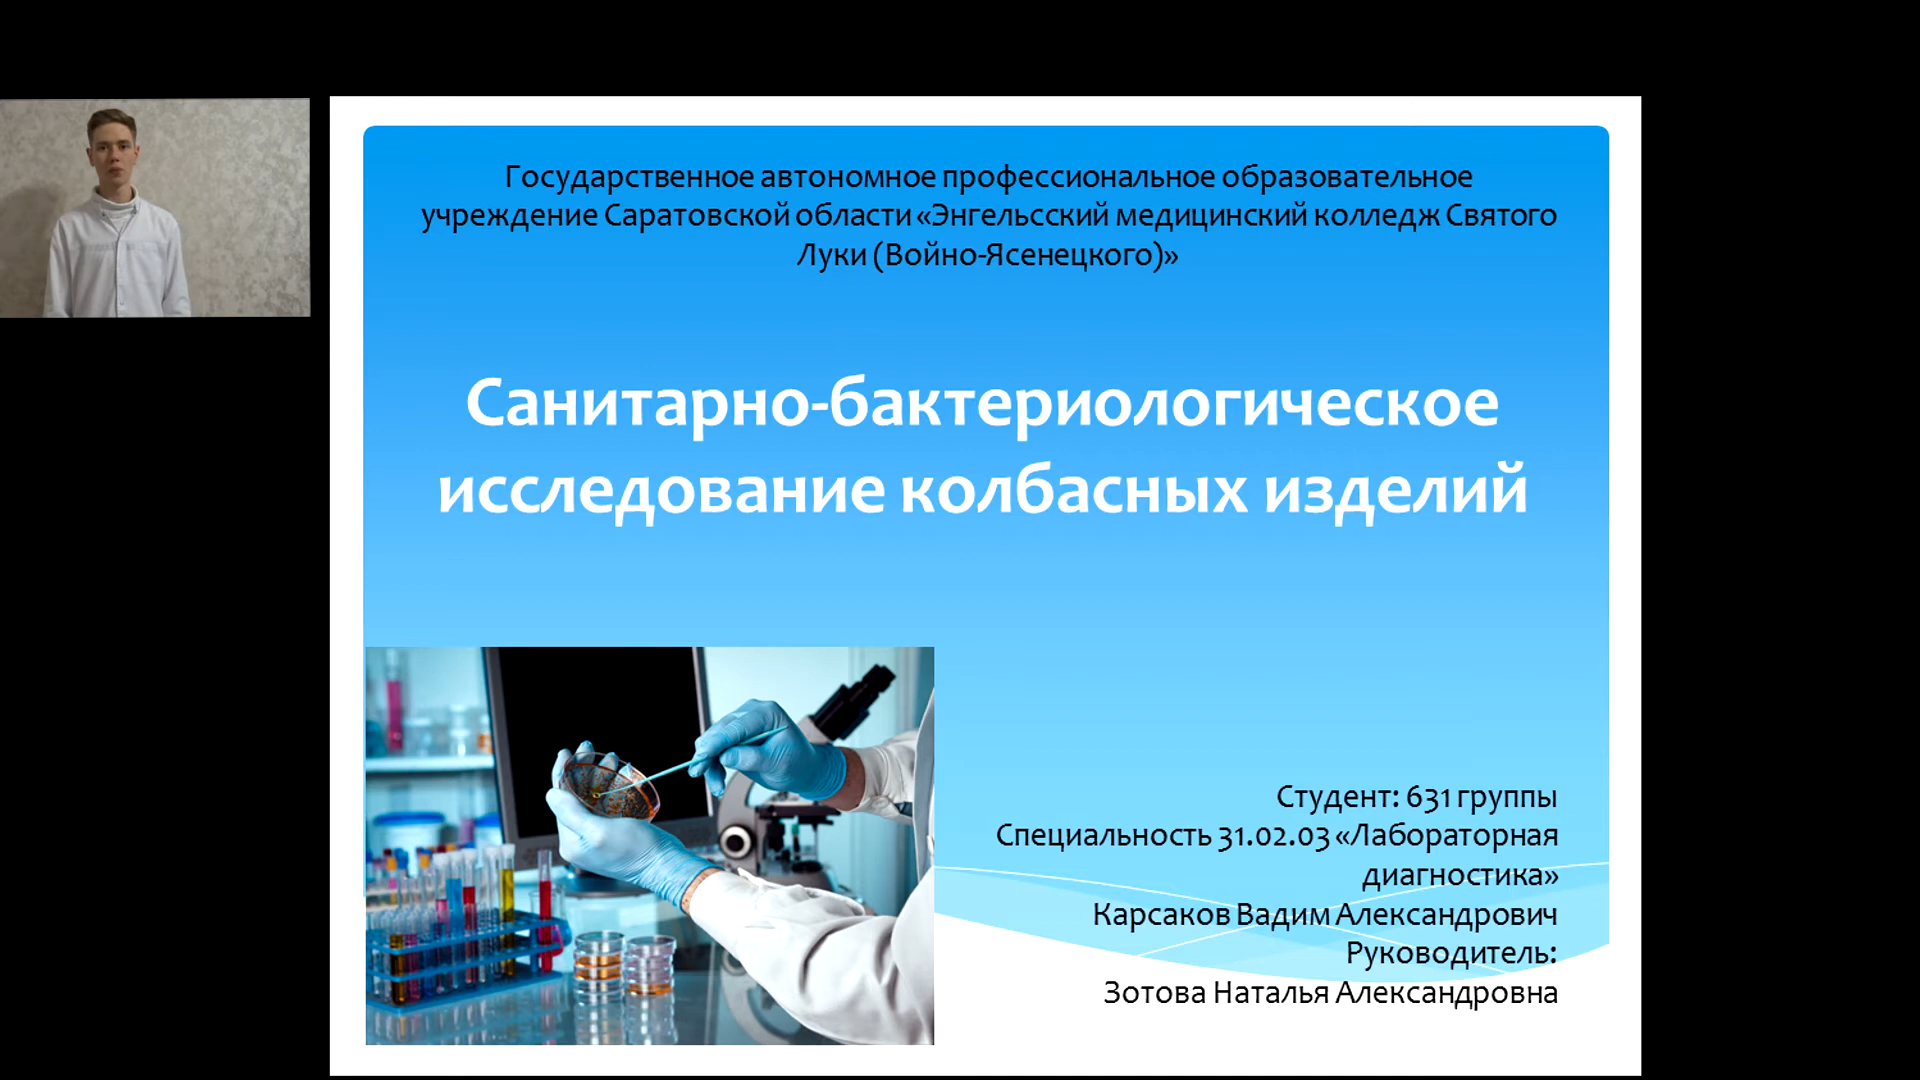 Государственное автономное профессиональное образовательное
учреждение Саратовской области «Энгельсский медицинский колледж Святого
Луки (Войно-Ясенецкого)»
Санитарно-бактериологическое
исследование колбасных изделий
Студент: 631 группы
Специальность 31.02.03 «Лабораторная
диагностика»
Карсаков Вадим Александрович
Руководитель:
Зотова Наталья Александровна